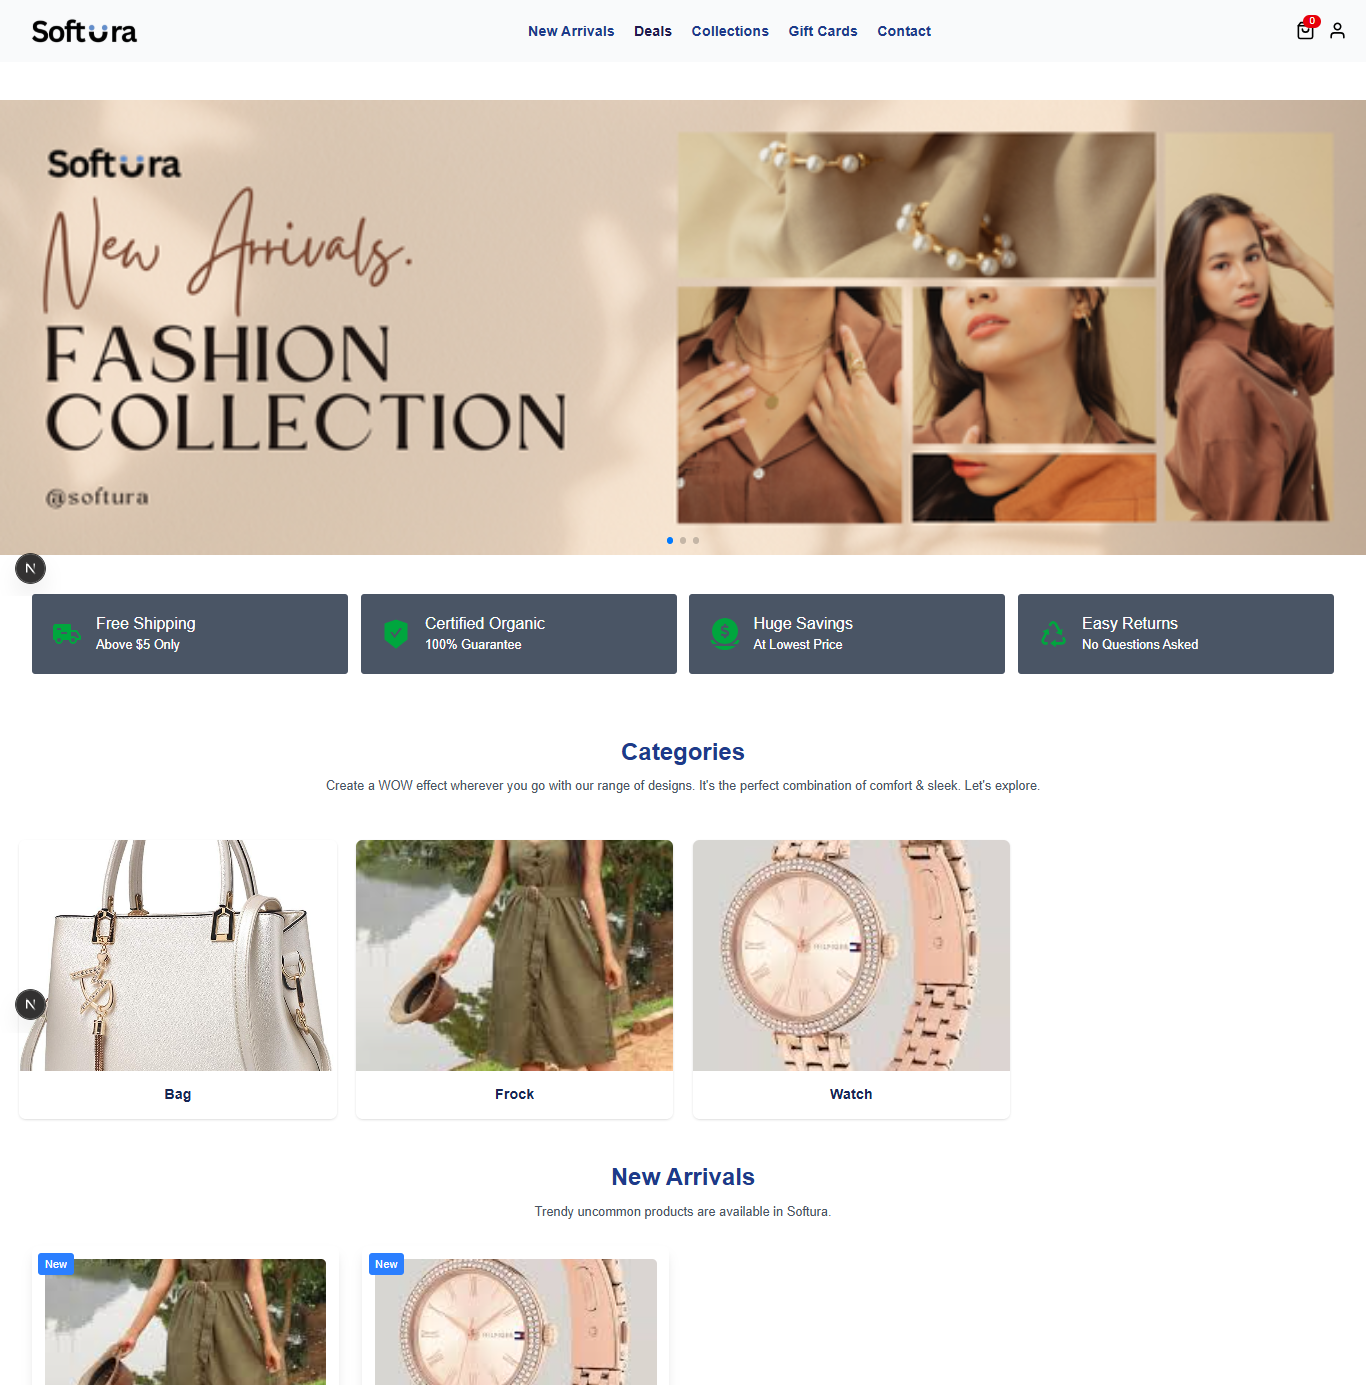 Softura
New Arrivals Deals Collections Gift Cards Contact
0
Softura
New Arrivals.
FASHION
COLLECTION
@softura
N
Free Shipping
Above $5 Only
Certified Organic
100% Guarantee
Huge Savings
At Lowest Price
Easy Returns
No Questions Asked
Categories
Create a WOW effect wherever you go with our range of designs. It's the perfect combination of comfort & sleek. Let's explore.
HILFIGER
N
Bag
Frock
Watch
New Arrivals
Trendy uncommon products are available in Softura.
New
New
HILFIGER